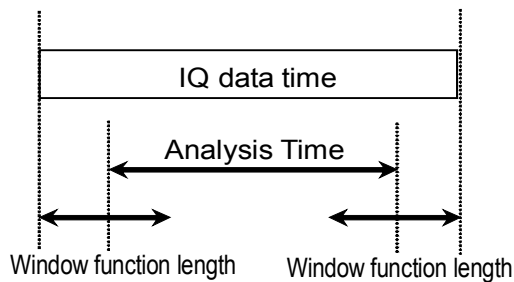 IQ data time
Analysis Time
Window function length
Window function length